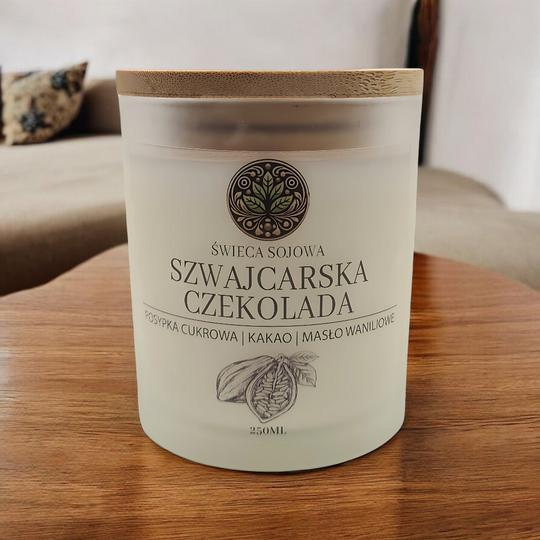 ŚWIECA SOJOWA
SZWAJCARSKA
CZEKOLADA
POSYPKA CUKROWA | KAKAO | MASŁO WANILIOWE
250ML